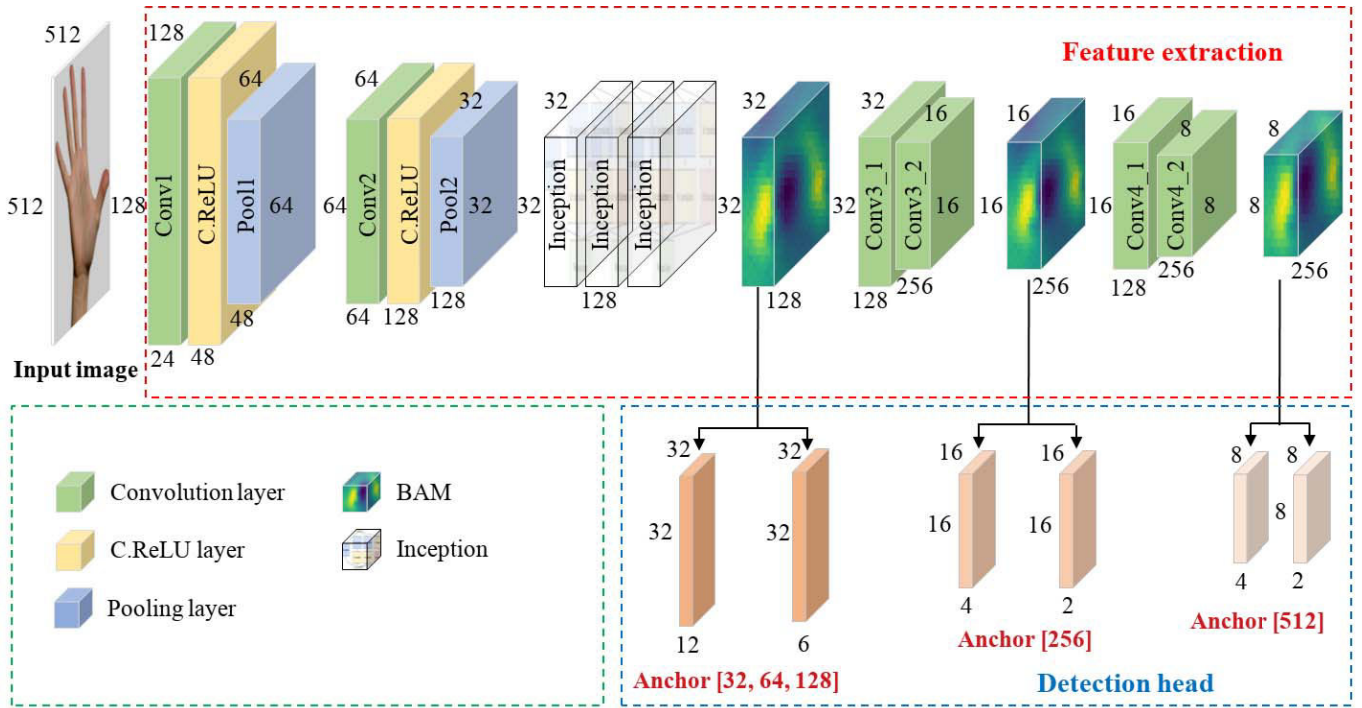 512
512
Input image
128
128
Conv1
24
C.ReLU
48
64
Pool1
64
48
64
64
Conv2
64
C.ReLU
128
32
Pool2
32
128
32
32
Inception
Inception
Inception
128
32
32
128
Feature extraction
32
32
Conv3_1
128
16
Conv3_2
16
256
16
16
256
16
16
Conv4_1
128
8
Conv4_2
8
256
8
8
256
Convolution layer
C.ReLU layer
Pooling layer
BAM
Inception
32
32
12
32
32
6
Anchor [32, 64, 128]
16
16
4
16
16
2
Anchor [256]
8
4
8
8
2
Anchor [512]
Detection head